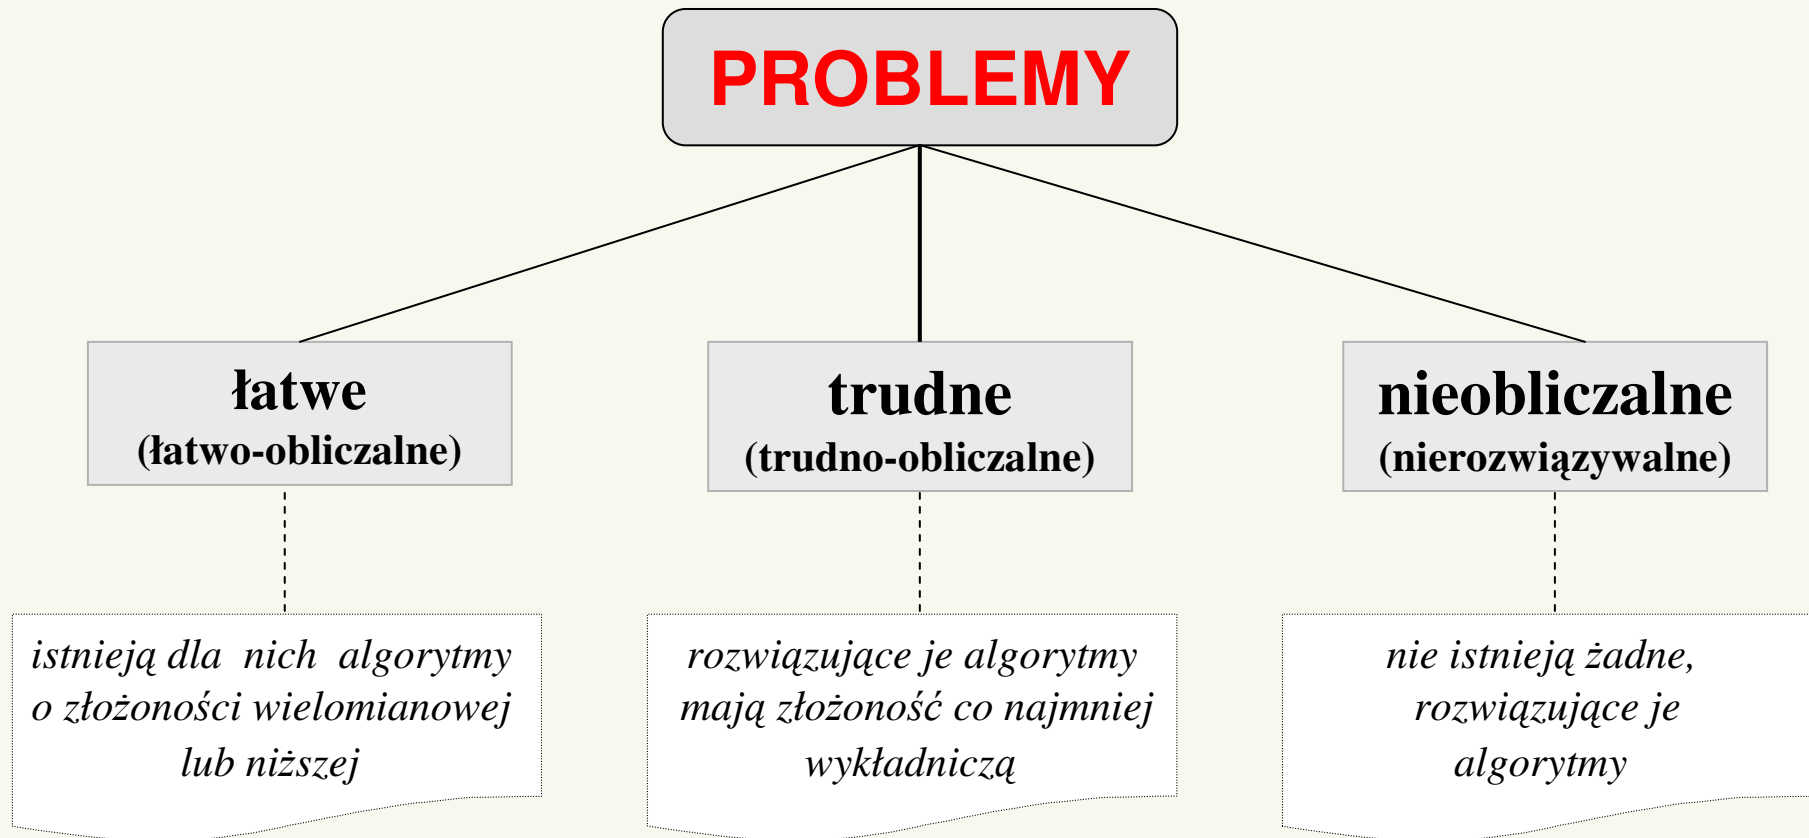 PROBLEMY
łatwe
(łatwo-obliczalne)
trudne
(trudno-obliczalne)
nieobliczalne
(nierozwiązywalne)
istnieją dla nich algorytmy
o złożoności wielomianowej
lub niższej
rozwiązujące je algorytmy
mają złożoność co najmniej
wykładniczą
nie istnieją żadne,
rozwiązujące je
algorytmy